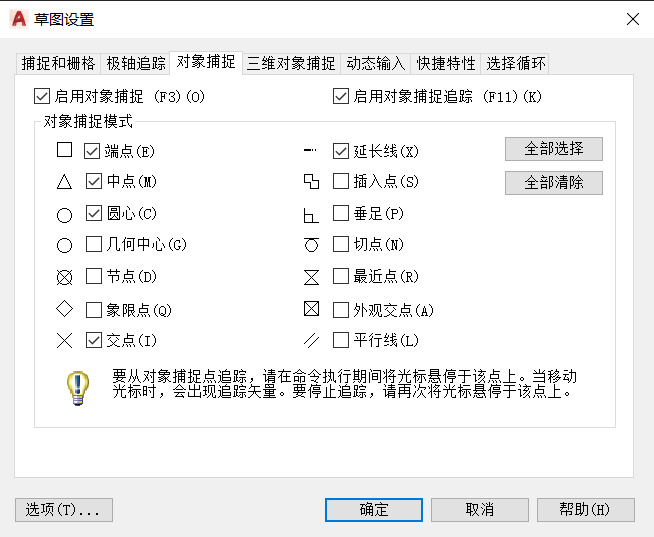 草图设置
捕捉和栅格 极轴追踪 对象捕捉 三维对象捕捉 动态输入 快捷特性 选择循环
启用对象捕捉 (F3)(O) 启用对象捕捉追踪 (F11)(K)
对象捕捉模式
端点(E) 延长线(X) 全部选择
中点(M) 插入点(S) 全部清除
圆心(C) 垂足(P)
几何中心(G) 切点(N)
节点(D) 最近点(R)
象限点(Q) 外观交点(A)
交点(I) 平行线(L)
要从对象捕捉点追踪，请在命令执行期间将光标悬停于该点上。当移动
光标时，会出现追踪矢量。要停止追踪，请再次将光标悬停于该点上。
选项(T)... 确定 取消 帮助(H)